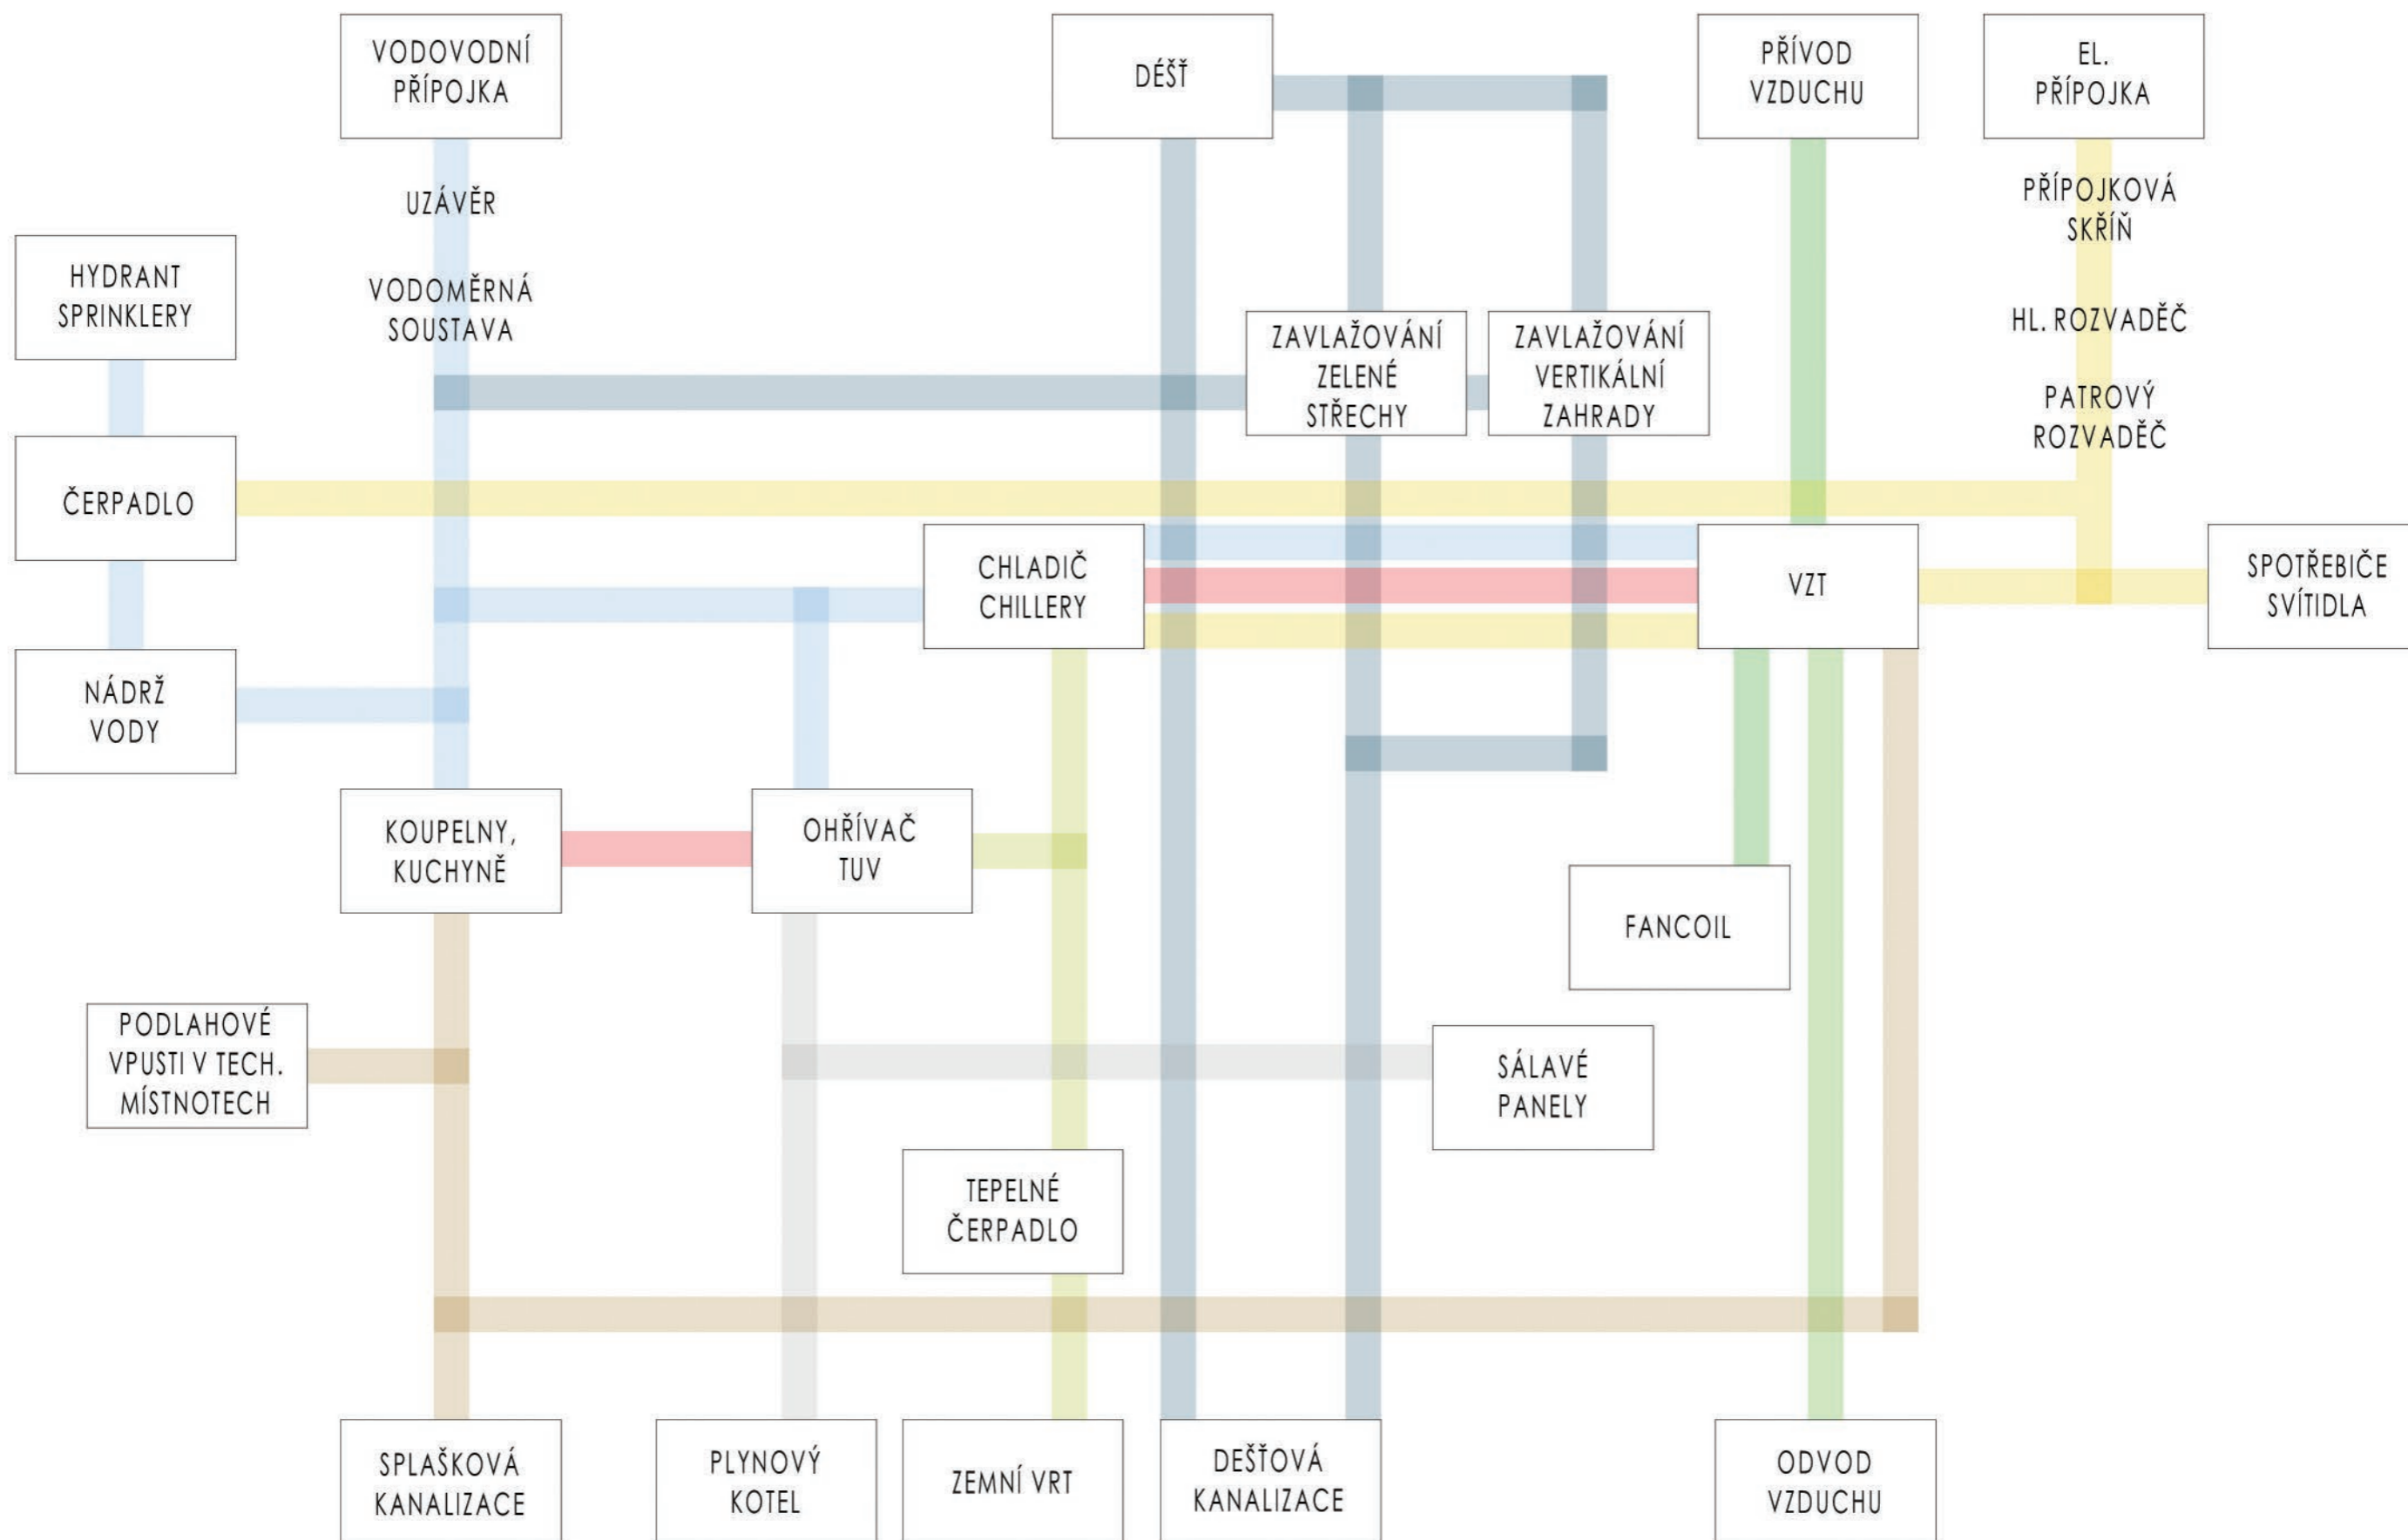 VODOVODNÍ
PŘÍPOJKA
DÉŠŤ
PŘÍVOD
VZDUCHU
EL.
PŘÍPOJKA
UZÁVĚR
PŘÍPOJKOVÁ
SKŘÍŇ
HYDRANT
SPRINKLERY
VODOMĚRNÁ
SOUSTAVA
ZAVLAŽOVÁNÍ
ZELENÉ
STŘECHY
ZAVLAŽOVÁNÍ
VERTIKÁLNÍ
ZAHRADY
HL. ROZVADĚČ
PATROVÝ
ROZVADĚČ
ČERPADLO
CHLADIČ
CHILLERY
VZT
SPOTŘEBIČE
SVÍTIDLA
NÁDRŽ
VODY
KOUPELNY,
KUCHYNĚ
OHŘÍVAČ
TUV
FANCOIL
PODLAHOVÉ
VPUSTI V TECH.
MÍSTNOTECH
SÁLAVÉ
PANELY
TEPELNÉ
ČERPADLO
SPLAŠKOVÁ
KANALIZACE
PLYNOVÝ
KOTEL
ZEMNÍ VRT
DEŠŤOVÁ
KANALIZACE
ODVOD
VZDUCHU